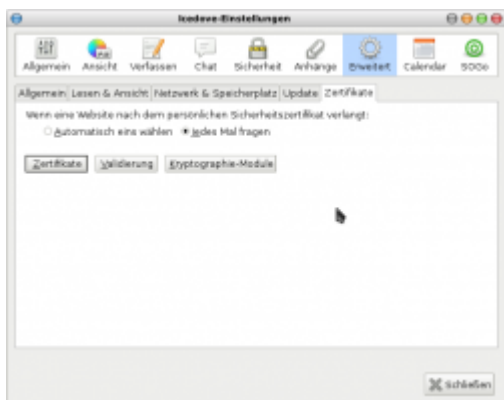 Icedove-Einstellungen
Allgemein Ansicht Verfassen Chat Sicherheit Anhänge Erweitert Calendar SOGo
Allgemein Lesen & Ansicht Netzwerk & Speicherplatz Update Zertifikate
Wenn eine Website nach dem persönlichen Sicherheitszertifikat verlangt:
Automatisch eins wählen Jedes Mal fragen
Zertifikate Validierung Kryptographie-Module
Schließen